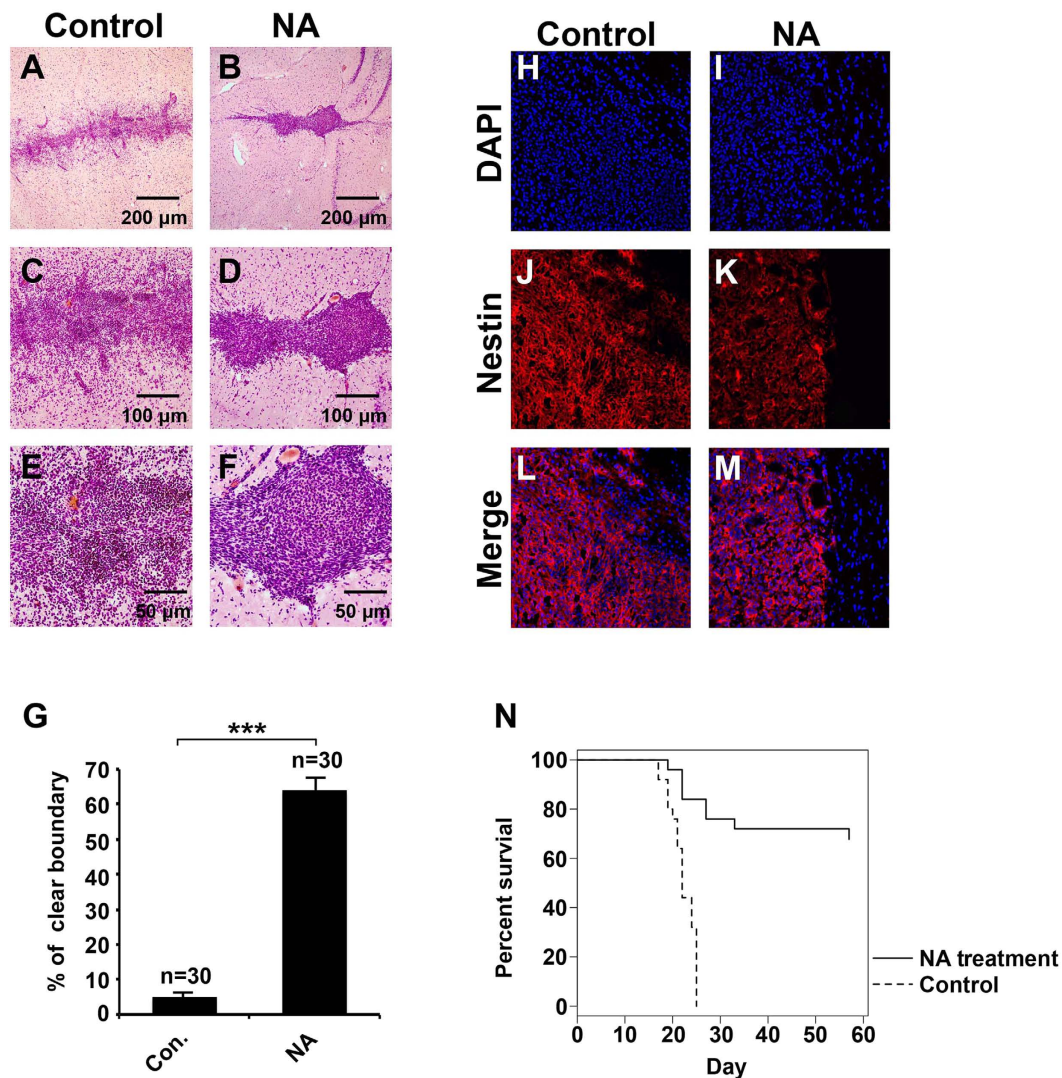 Control NA
A B
200 µm 200 µm
C D
100 µm 100 µm
E F
50 µm 50 µm
Control NA
DAPI H I
Nestin J K
Merge L M
G
***
n=30
n=30
% of clear boundary
70
60
50
40
30
20
10
0
Con. NA
N
Percent survial
100
80
60
40
20
0
0 10 20 30 40 50 60
Day
NA treatment
Control